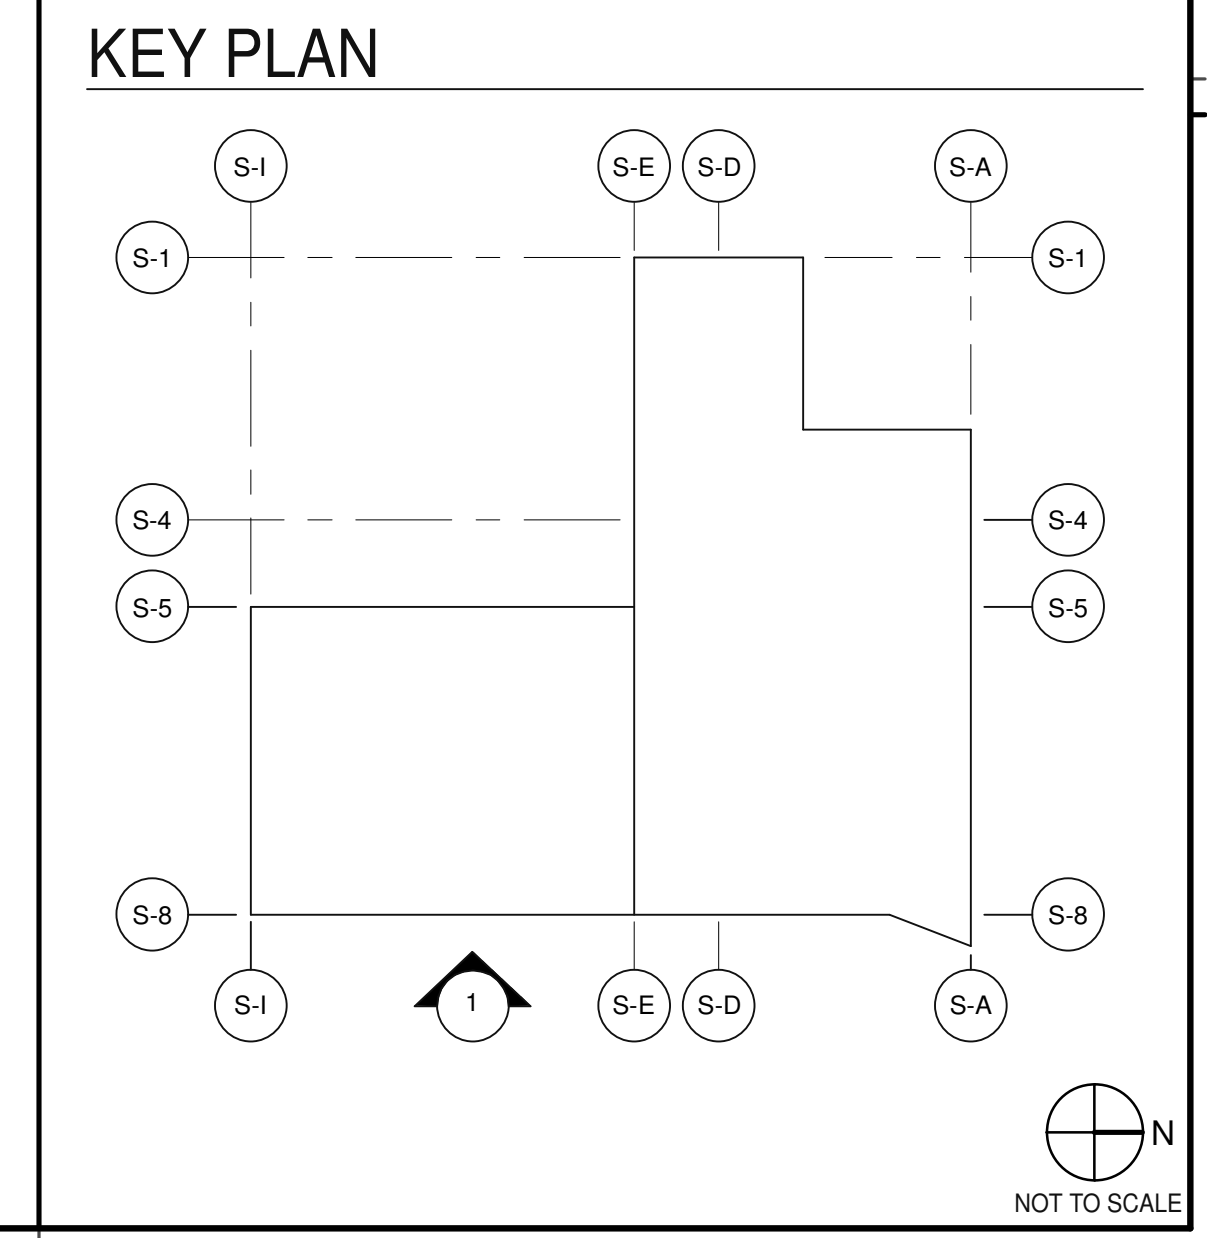 KEY PLAN
S-I S-E S-D S-A
S-1 S-1
S-4 S-4
S-5 S-5
S-8 S-8
S-I 1 S-E S-D S-A
N
NOT TO SCALE